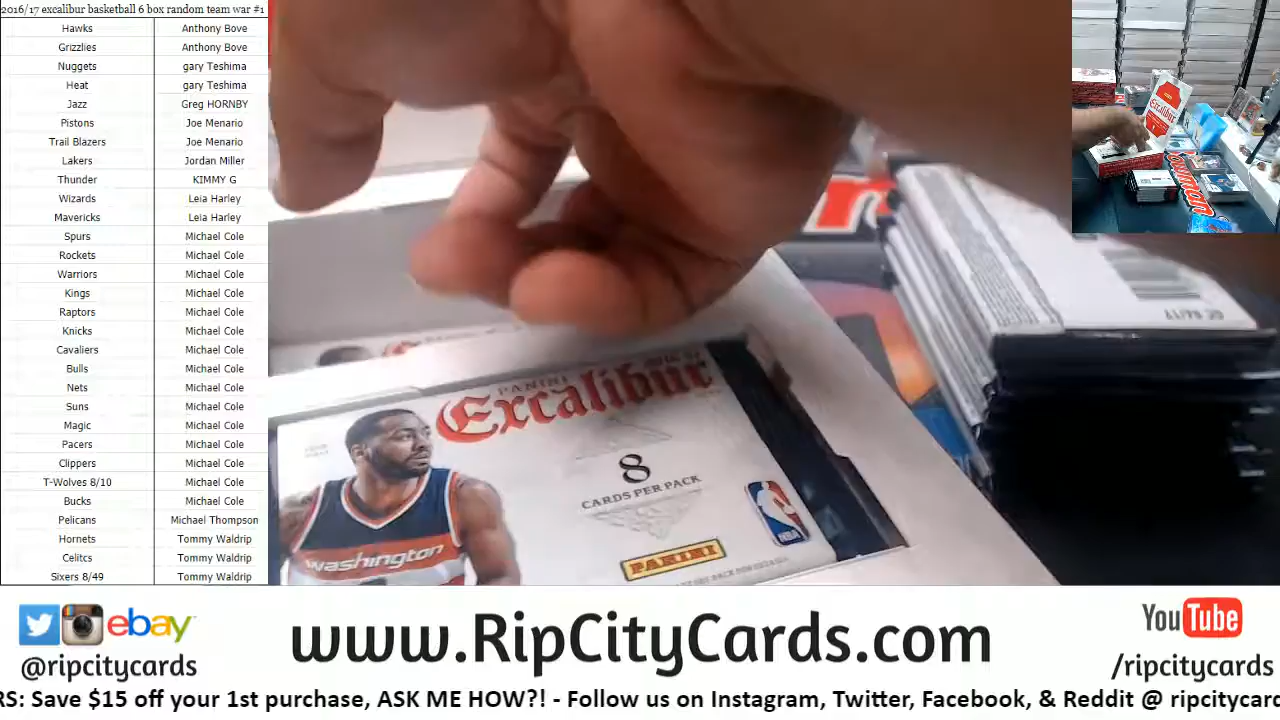 2016/17 excalibur basketball 6 box random team war #1
Hawks Anthony Bove
Grizzlies Anthony Bove
Nuggets gary Teshima
Heat gary Teshima
Jazz Greg HORNBY
Pistons Joe Menario
Trail Blazers Joe Menario
Lakers Jordan Miller
Thunder KIMMY G
Wizards Leia Harley
Mavericks Leia Harley
Spurs Michael Cole
Rockets Michael Cole
Warriors Michael Cole
Kings Michael Cole
Raptors Michael Cole
Knicks Michael Cole
Cavaliers Michael Cole
Bulls Michael Cole
Nets Michael Cole
Suns Michael Cole
Magic Michael Cole
Pacers Michael Cole
Clippers Michael Cole
T-Wolves 8/10 Michael Cole
Bucks Michael Cole
Pelicans Michael Thompson
Hornets Tommy Waldrip
Celitcs Tommy Waldrip
Sixers 8/49 Tommy Waldrip
PANINI
Excalibur
8
CARDS PER PACK
NBA
PANINI
washington
Excalibur
Bowman
ebay
@ripcitycards
www.RipCityCards.com
YouTube
/ripcitycards
RS: Save $15 off your 1st purchase, ASK ME HOW?! - Follow us on Instagram, Twitter, Facebook, & Reddit @ ripcitycard